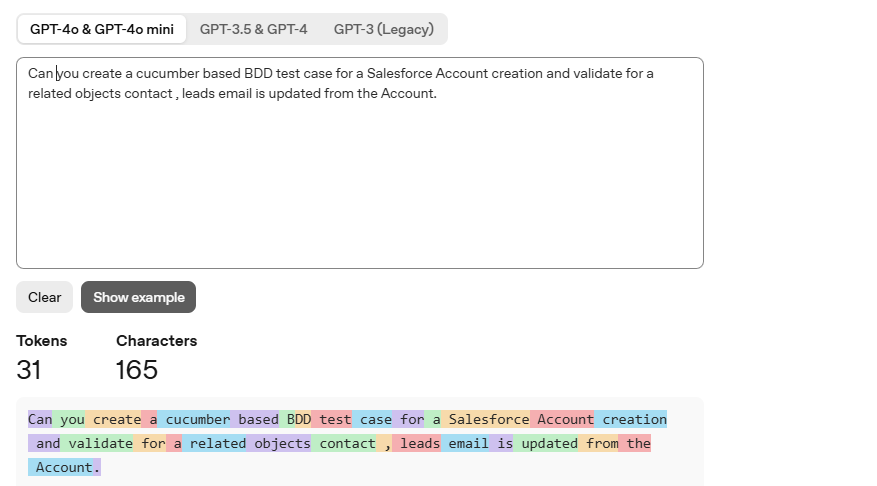 GPT-4o & GPT-4o mini GPT-3.5 & GPT-4 GPT-3 (Legacy)
Can you create a cucumber based BDD test case for a Salesforce Account creation and validate for a
related objects contact , leads email is updated from the Account.
Clear Show example
Tokens Characters
31 165
Can you create a cucumber based BDD test case for a Salesforce Account creation
and validate for a related objects contact , leads email is updated from the
Account.